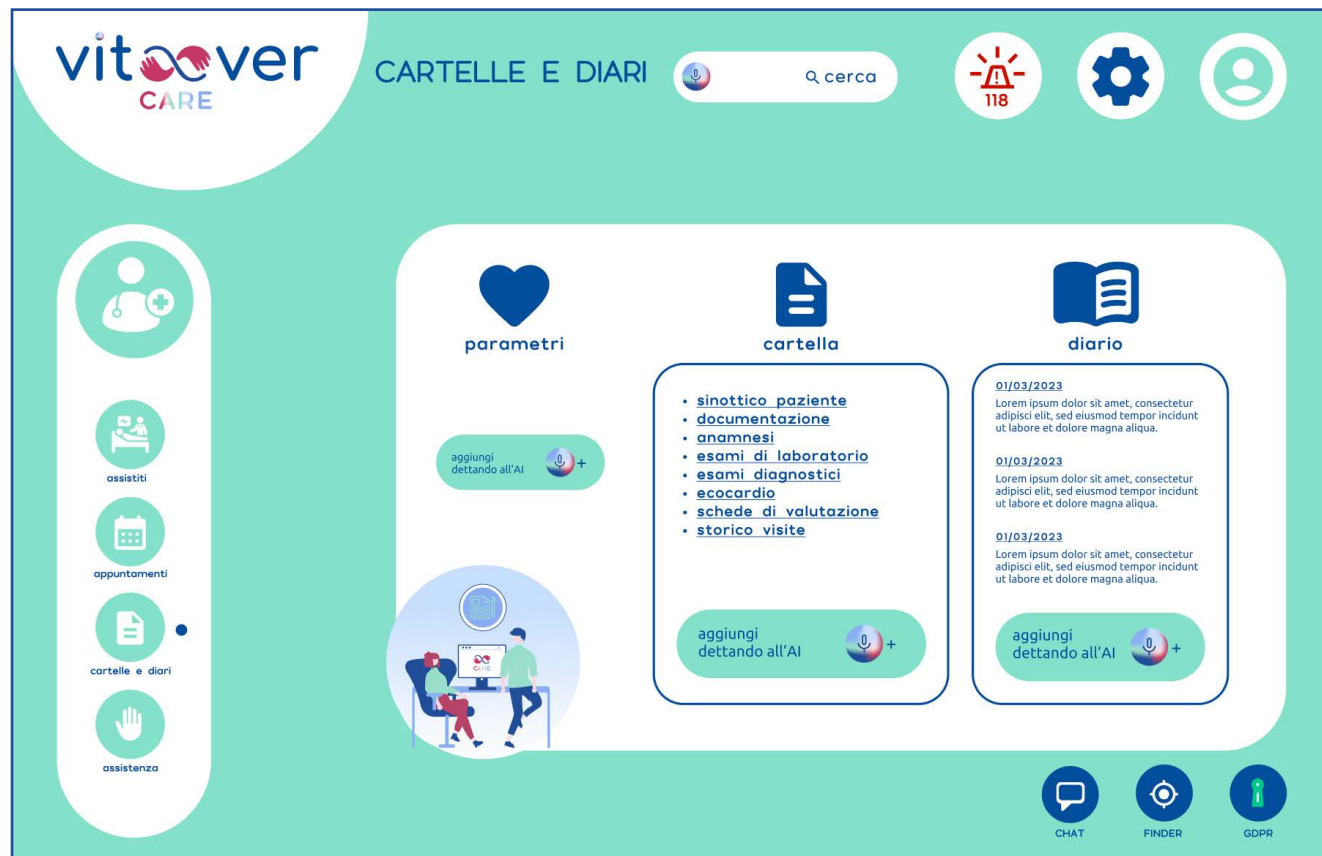 vitoover
CARE
CARTELLE E DIARI
cerca
118
assistiti
appuntamenti
cartelle e diari
assistenza
parametri
aggiungi
dettando all'AI
+
CARE
cartella
• sinottico paziente
• documentazione
• anamnesi
• esami di laboratorio
• esami diagnostici
• ecocardio
• schede di valutazione
• storico visite
aggiungi
dettando all'AI
+
diario
01/03/2023
Lorem ipsum dolor sit amet, consectetur
adipisci elit, sed eiusmod tempor incidunt
ut labore et dolore magna aliqua.
01/03/2023
Lorem ipsum dolor sit amet, consectetur
adipisci elit, sed eiusmod tempor incidunt
ut labore et dolore magna aliqua.
01/03/2023
Lorem ipsum dolor sit amet, consectetur
adipisci elit, sed eiusmod tempor incidunt
ut labore et dolore magna aliqua.
aggiungi
dettando all'AI
+
CHAT
FINDER
GDPR